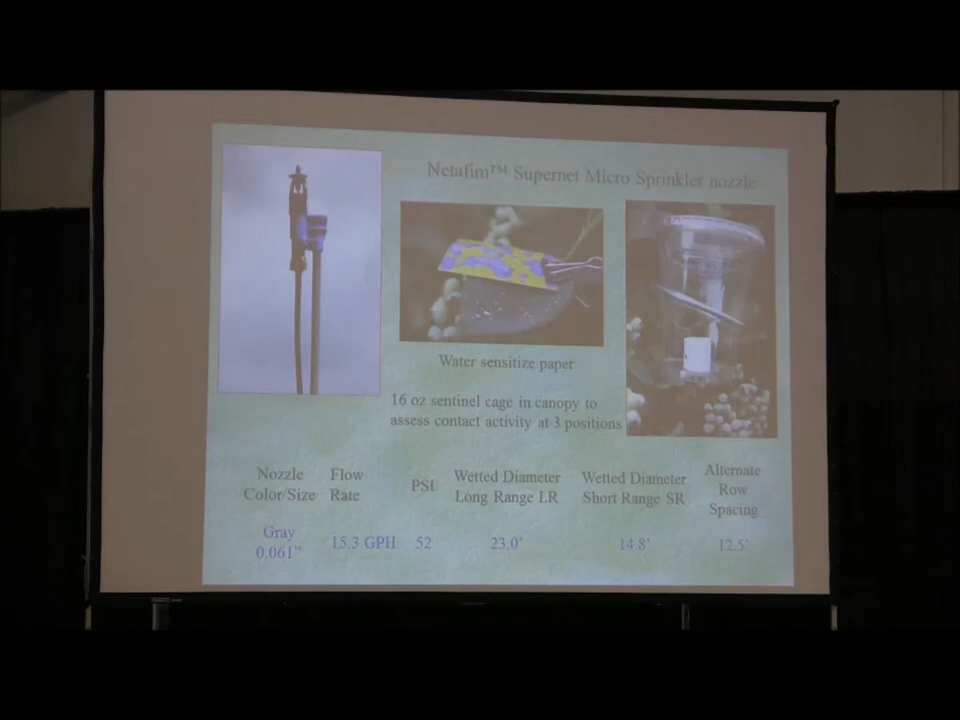 Netafim™ Supernet Micro Sprinkler nozzle
Water sensitize paper
16 oz sentinel cage in canopy to
assess contact activity at 3 positions
Nozzle Color/Size Flow Rate PSI Wetted Diameter Long Range LR Wetted Diameter Short Range SR Alternate Row Spacing
Gray 0.061" 15.3 GPH 52 23.0' 14.8' 12.5'